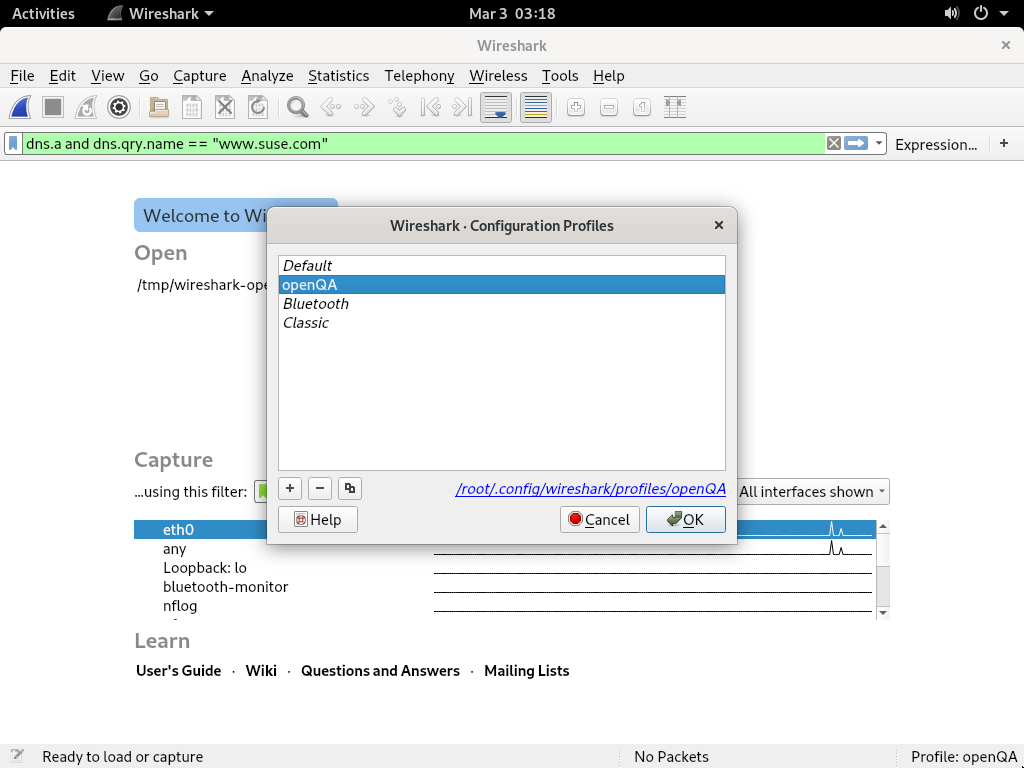 Activities Wireshark Mar 3 03:18
Wireshark
File Edit View Go Capture Analyze Statistics Telephony Wireless Tools Help
dns.a and dns.qry.name == "www.suse.com" Expression... +
Welcome to Wi
Wireshark · Configuration Profiles
Open
/tmp/wireshark-ope
Default
openQA
Bluetooth
Classic
Capture
...using this filter: All interfaces shown
/root/.config/wireshark/profiles/openQA
Help Cancel OK
eth0
any
Loopback: lo
bluetooth-monitor
nflog
Learn
User's Guide · Wiki · Questions and Answers · Mailing Lists
Ready to load or capture No Packets Profile: openQA